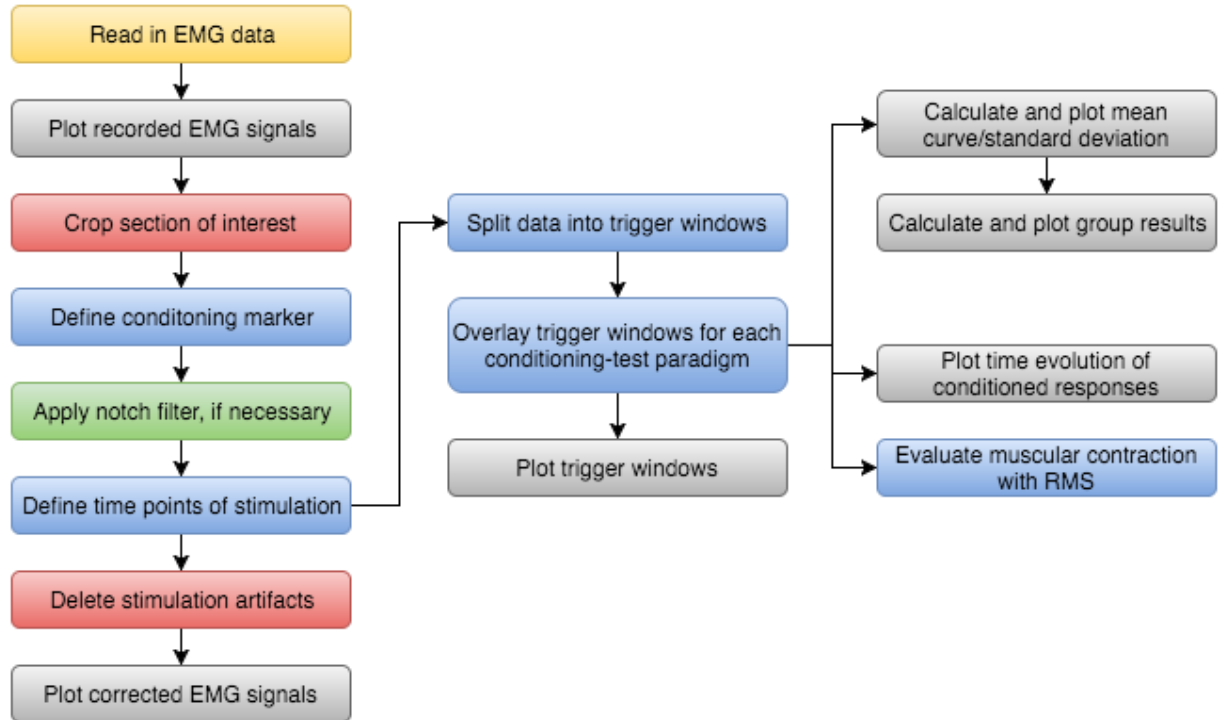 Read in EMG data
Plot recorded EMG signals
Crop section of interest
Define conditoning marker
Apply notch filter, if necessary
Define time points of stimulation
Delete stimulation artifacts
Plot corrected EMG signals
Split data into trigger windows
Overlay trigger windows for each
conditioning-test paradigm
Plot trigger windows
Calculate and plot mean
curve/standard deviation
Calculate and plot group results
Plot time evolution of
conditioned responses
Evaluate muscular contraction
with RMS